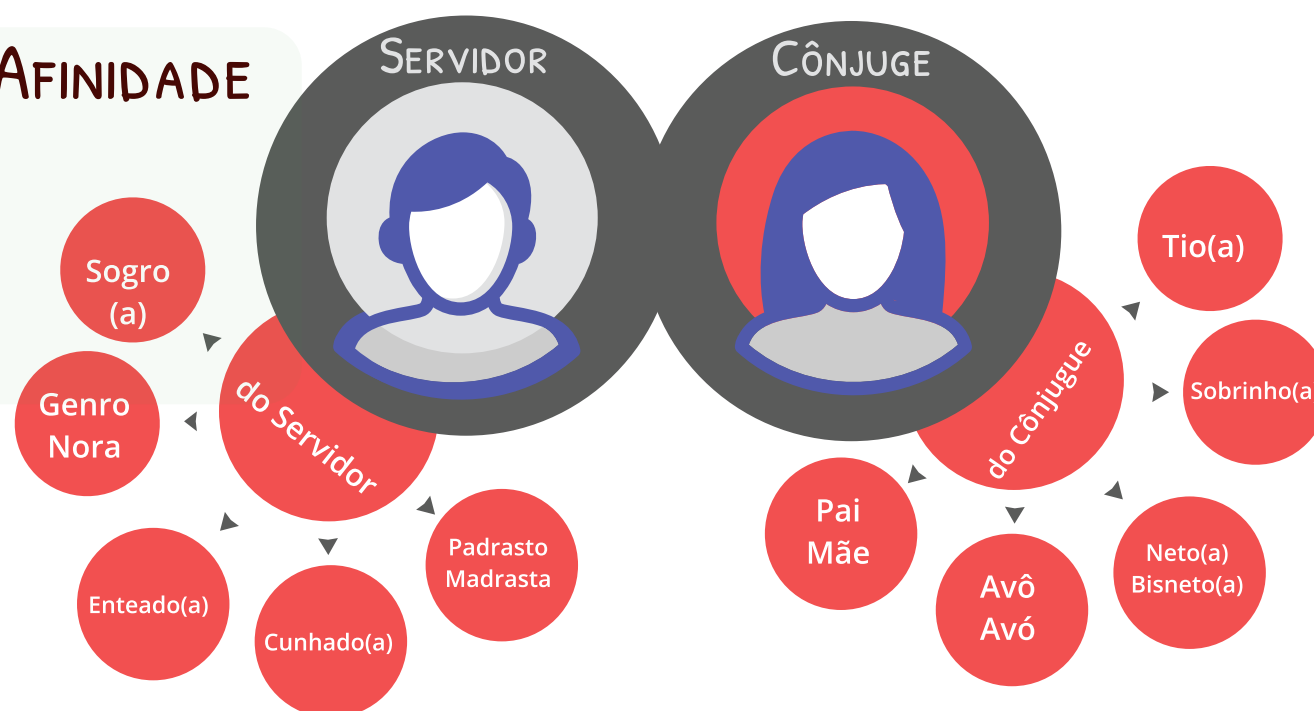 AFINIDADE
SERVIDOR
CÔNJUGE
Sogro
(a)
Genro
Nora
do Servidor
Enteado(a)
Cunhado(a)
Padrasto
Madrasta
Tio(a)
Sobrinho(a
do Cônjugue
Pai
Mãe
Avô
Avó
Neto(a)
Bisneto(a)